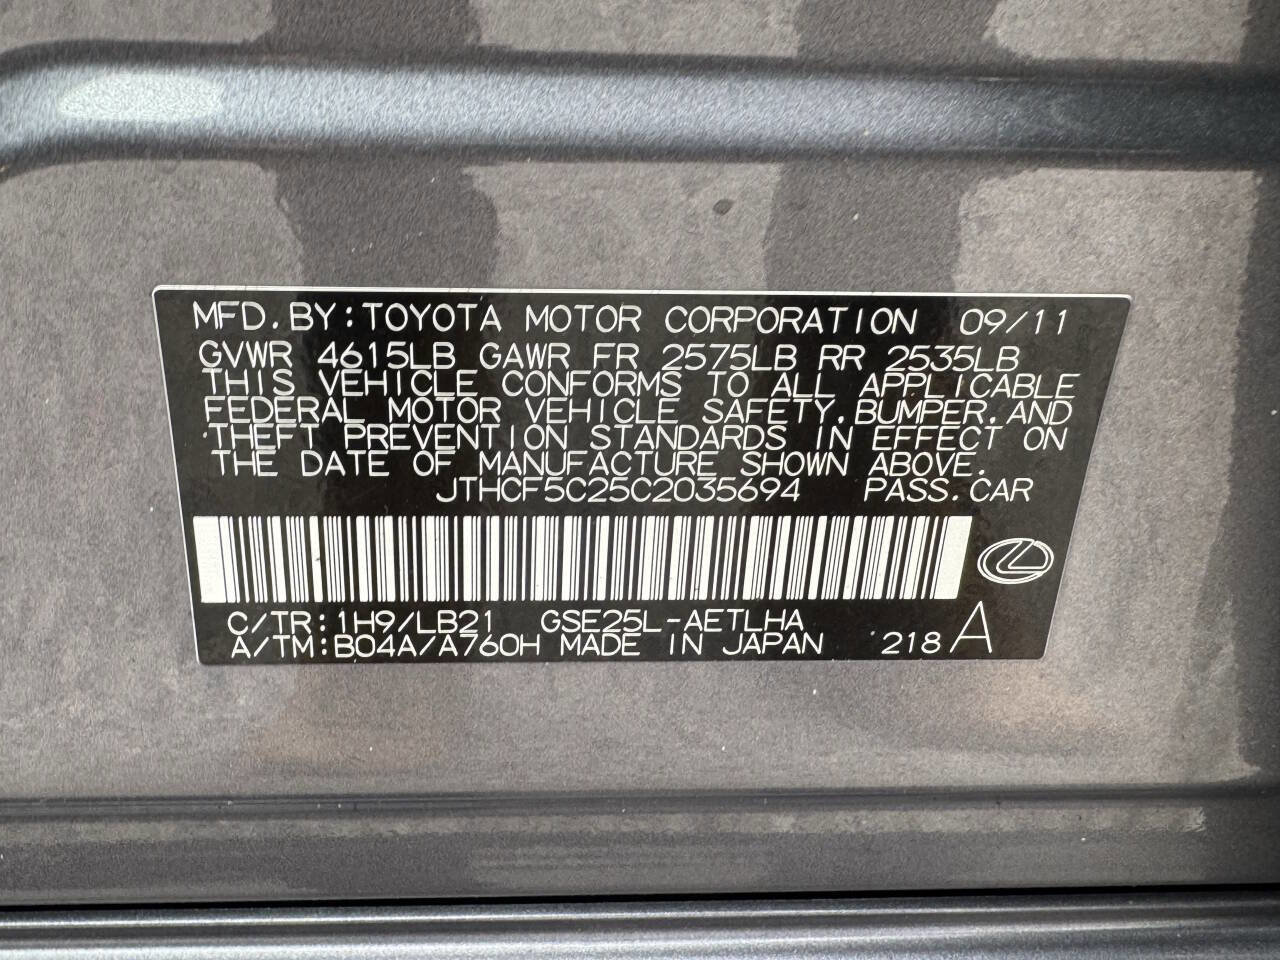 MFD. BY: TOYOTA MOTOR CORPORATION 09/11
GVWR 4615LB GAWR FR 2575LB RR 2535LB
THIS VEHICLE CONFORMS TO ALL APPLICABLE
FEDERAL MOTOR VEHICLE SAFETY, BUMPER, AND
THEFT PREVENTION STANDARDS IN EFFECT ON
THE DATE OF MANUFACTURE SHOWN ABOVE.
JTHCF5C25C2035694 PASS. CAR
C/TR: 1H9/LB21 GSE25L-AETLHA
A/TM: B04A/A760H MADE IN JAPAN 218 A